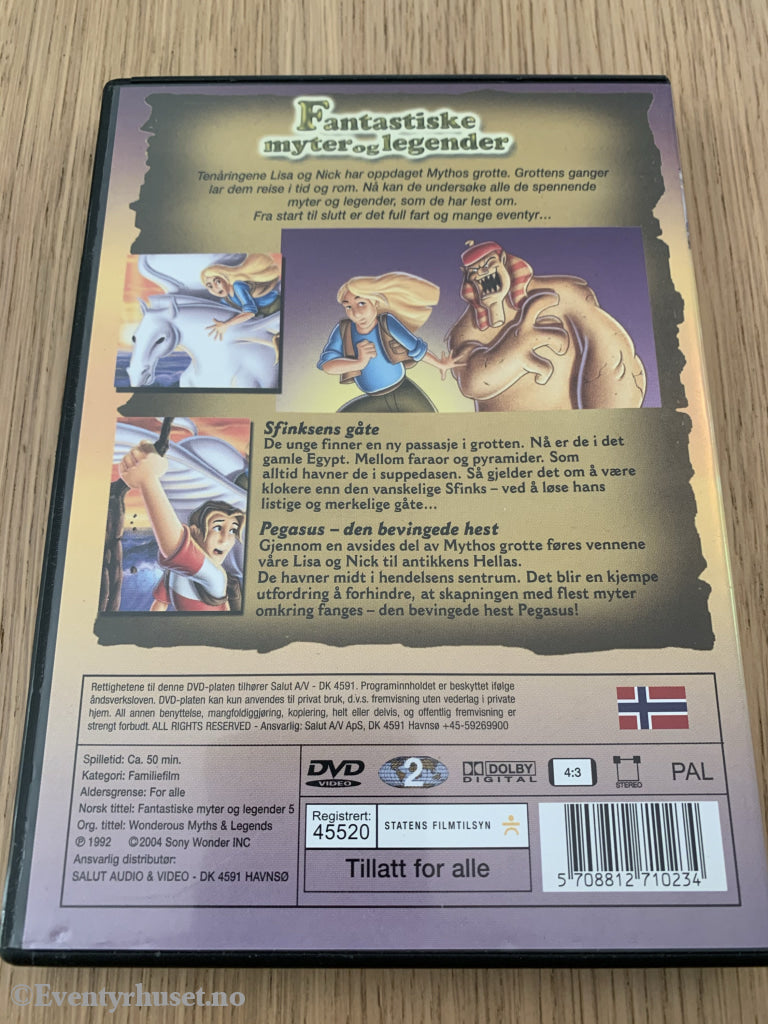 Fantastiske
myter og legender
Tenåringene Lisa og Nick har oppdaget Mythos grotte. Grottens ganger
lar dem reise i tid og rom. Nå kan de undersøke alle de spennende
myter og legender, som de har lest om.
Fra start til slutt er det full fart og mange eventyr...
Sfinksens gåte
De unge finner en ny passasje i grotten. Nå er de i det
gamle Egypt. Mellom faraor og pyramider. Som
alltid havner de i suppedasen. Så gjelder det om å være
klokere enn den vanskelige Sfinks – ved å løse hans
listige og merkelige gåte...
Pegasus – den bevingede hest
Gjennom en avsides del av Mythos grotte føres vennene
våre Lisa og Nick til antikkens Hellas.
De havner midt i hendelsens sentrum. Det blir en kjempe
utfordring å forhindre, at skapningen med flest myter
omkring fanges – den bevingede hest Pegasus!
Rettighetene til denne DVD-platen tilhører Salut A/V - DK 4591. Programinnholdet er beskyttet ifølge
åndsverksloven. DVD-platen kan kun anvendes til privat bruk, d.v.s. fremvisning uten vederlag i private
hjem. All annen benyttelse, mangfoldiggjøring, kopiering, helt eller delvis, og offentlig fremvisning er
strengt forbudt. ALL RIGHTS RESERVED - Ansvarlig: Salut A/V ApS, DK 4591 Havnsø +45-59269900
Spilletid: Ca. 50 min.
Kategori: Familiefilm
Aldersgrense: For alle
Norsk tittel: Fantastiske myter og legender 5
Org. tittel: Wonderous Myths & Legends
℗ 1992 ©2004 Sony Wonder INC
Ansvarlig distributør:
SALUT AUDIO & VIDEO - DK 4591 HAVNSØ
DVD
VIDEO
2
DOLBY
DIGITAL
4:3
STEREO
PAL
Registrert:
45520
STATENS FILMTILSYN
Tillatt for alle
5 708812 710234
©Eventyrhuset.no